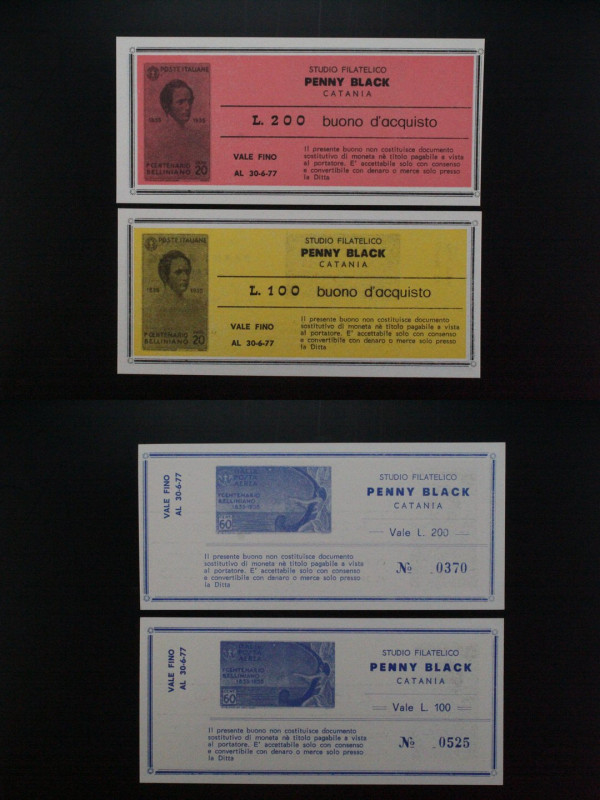 POSTE ITALIANE
1835 1935
1° CENTENARIO
BELLINIANO
20
STUDIO FILATELICO
PENNY BLACK
CATANIA
L. 200 buono d'acquisto
VALE FINO
AL 30-6-77
Il presente buono non costituisce documento
sostitutivo di moneta nè titolo pagabile a vista
al portatore. E' accettabile solo con consenso
e convertibile con denaro o merce solo presso
la Ditta
POSTE ITALIANE
1835 1935
1° CENTENARIO
BELLINIANO
20
STUDIO FILATELICO
PENNY BLACK
CATANIA
L. 100 buono d'acquisto
VALE FINO
AL 30-6-77
Il presente buono non costituisce documento
sostitutivo di moneta nè titolo pagabile a vista
al portatore. E' accettabile solo con consenso
e convertibile con denaro o merce solo presso
la Ditta
VALE FINO
AL 30-6-77
POSTA
AEREA
1° CENTENARIO
BELLINIANO
1835-1935
60
STUDIO FILATELICO
PENNY BLACK
CATANIA
Vale L. 200
Il presente buono non costituisce documento
sostitutivo di moneta nè titolo pagabile a vista
al portatore. E' accettabile solo con consenso
e convertibile con denaro o merce solo presso
la Ditta
№ 0370
VALE FINO
AL 30-6-77
POSTA
AEREA
1° CENTENARIO
BELLINIANO
1835-1935
60
STUDIO FILATELICO
PENNY BLACK
CATANIA
Vale L. 100
Il presente buono non costituisce documento
sostitutivo di moneta nè titolo pagabile a vista
al portatore. E' accettabile solo con consenso
e convertibile con denaro o merce solo presso
la Ditta
№ 0525